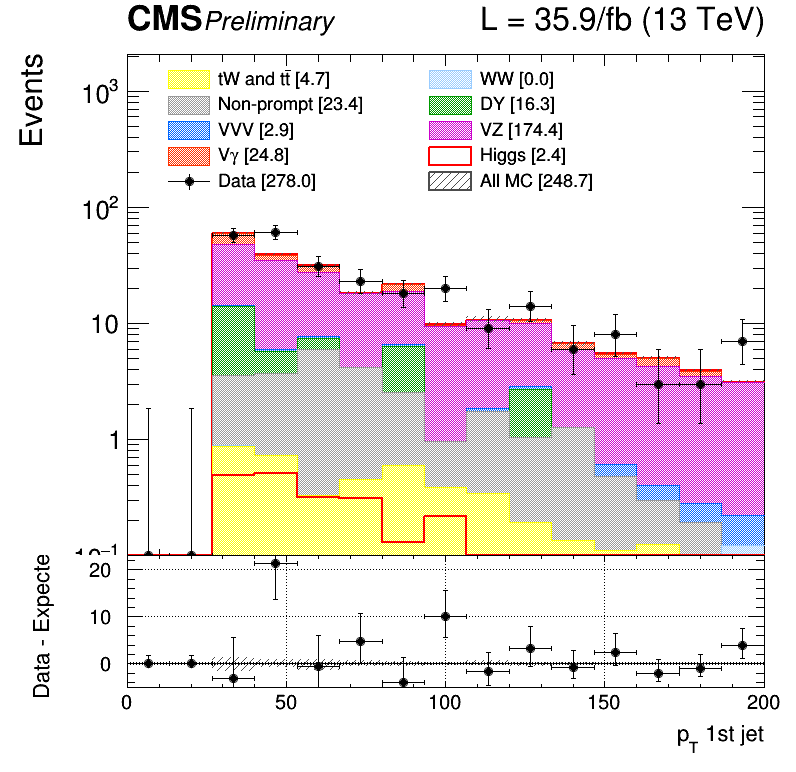 CMS Preliminary L = 35.9/fb (13 TeV)
Events
tW and tt̄ [4.7] WW [0.0]
Non-prompt [23.4] DY [16.3]
VVV [2.9] VZ [174.4]
Vγ [24.8] Higgs [2.4]
Data [278.0] All MC [248.7]
10³
10²
10
1
Data - Expecte
20
10
0
0 50 100 150 200
p_T 1st jet